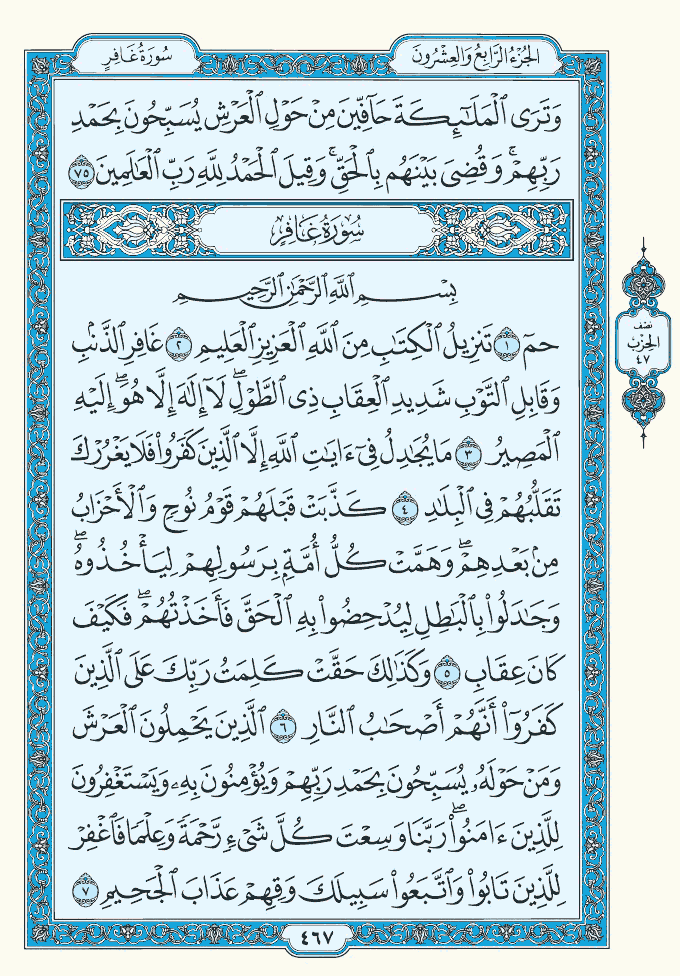 الجُزْءُ الرَّابِعُ وَالعِشْرُونَ
سُورَةُ غَافِرٍ
وَتَرَى ٱلْمَلَٰٓئِكَةَ حَآفِّينَ مِنْ حَوْلِ ٱلْعَرْشِ يُسَبِّحُونَ بِحَمْدِ
رَبِّهِمْ ۖ وَقُضِىَ بَيْنَهُم بِٱلْحَقِّ ۚ وَقِيلَ ٱلْحَمْدُ لِلَّهِ رَبِّ ٱلْعَٰلَمِينَ ٧٥
سُورَةُ غَافِرٍ
بِسْمِ ٱللَّهِ ٱلرَّحْمَٰنِ ٱلرَّحِيمِ
حمٓ ١ تَنزِيلُ ٱلْكِتَٰبِ مِنَ ٱللَّهِ ٱلْعَزِيزِ ٱلْعَلِيمِ ٢ غَافِرِ ٱلذَّنۢبِ
وَقَابِلِ ٱلتَّوْبِ شَدِيدِ ٱلْعِقَابِ ذِى ٱلطَّوْلِ ۖ لَآ إِلَٰهَ إِلَّا هُوَ ۖ إِلَيْهِ
ٱلْمَصِيرُ ٣ مَا يُجَٰدِلُ فِىٓ ءَايَٰتِ ٱللَّهِ إِلَّا ٱلَّذِينَ كَفَرُوا۟ فَلَا يَغْرُرْكَ
تَقَلُّبُهُمْ فِى ٱلْبِلَٰدِ ٤ كَذَّبَتْ قَبْلَهُمْ قَوْمُ نُوحٍ وَٱلْأَحْزَابُ
مِنۢ بَعْدِهِمْ ۖ وَهَمَّتْ كُلُّ أُمَّةٍۭ بِرَسُولِهِمْ لِيَأْخُذُوهُ ۖ
وَجَٰدَلُوا۟ بِٱلْبَٰطِلِ لِيُدْحِضُوا۟ بِهِ ٱلْحَقَّ فَأَخَذْتُهُمْ ۖ فَكَيْفَ
كَانَ عِقَابِ ٥ وَكَذَٰلِكَ حَقَّتْ كَلِمَتُ رَبِّكَ عَلَى ٱلَّذِينَ
كَفَرُوٓا۟ أَنَّهُمْ أَصْحَٰبُ ٱلنَّارِ ٦ ٱلَّذِينَ يَحْمِلُونَ ٱلْعَرْشَ
وَمَنْ حَوْلَهُۥ يُسَبِّحُونَ بِحَمْدِ رَبِّهِمْ وَيُؤْمِنُونَ بِهِۦ وَيَسْتَغْفِرُونَ
لِلَّذِينَ ءَامَنُوا۟ ۖ رَبَّنَا وَسِعْتَ كُلَّ شَىْءٍ رَّحْمَةً وَعِلْمًا فَٱغْفِرْ
لِلَّذِينَ تَابُوا۟ وَٱتَّبَعُوا۟ سَبِيلَكَ وَقِهِمْ عَذَابَ ٱلْجَحِيمِ ٧
نصف
الحزب
٤٧
٤٦٧